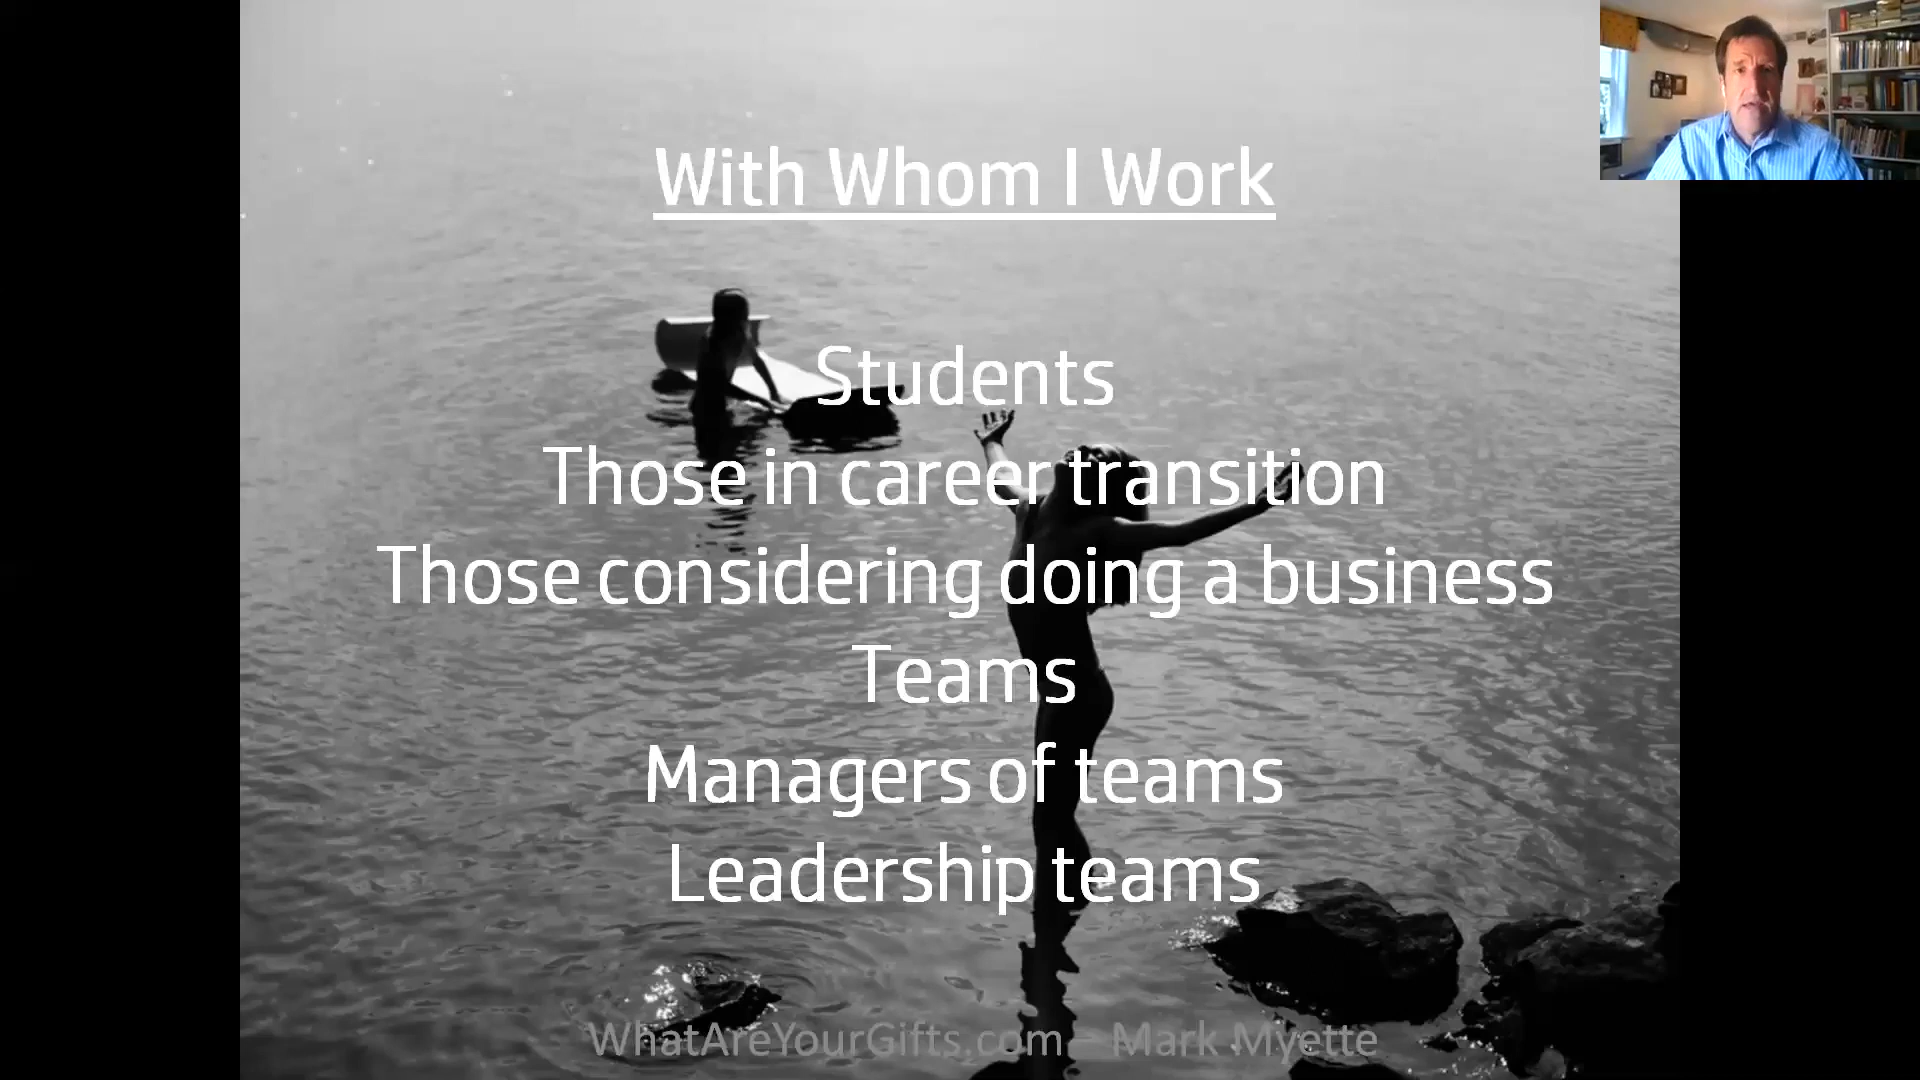 With Whom I Work
Students
Those in career transition
Those considering doing a business
Teams
Managers of teams
Leadership teams
WhatAreYourGifts.com - Mark Myette